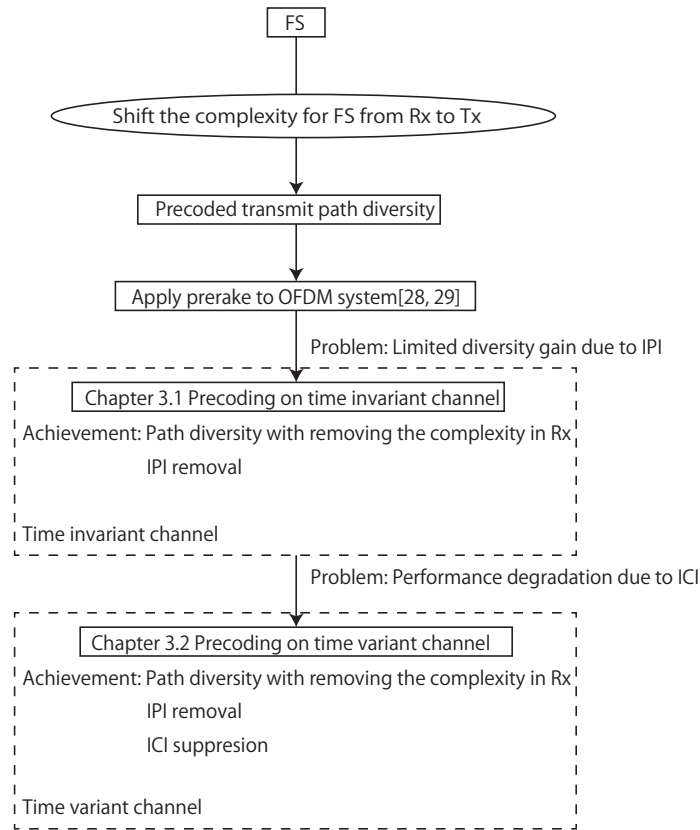 FS
Shift the complexity for FS from Rx to Tx
Precoded transmit path diversity
Apply prerake to OFDM system[28, 29]
Problem: Limited diversity gain due to IPI
Chapter 3.1 Precoding on time invariant channel
Achievement: Path diversity with removing the complexity in Rx
IPI removal
Time invariant channel
Problem: Performance degradation due to ICI
Chapter 3.2 Precoding on time variant channel
Achievement: Path diversity with removing the complexity in Rx
IPI removal
ICI suppresion
Time variant channel